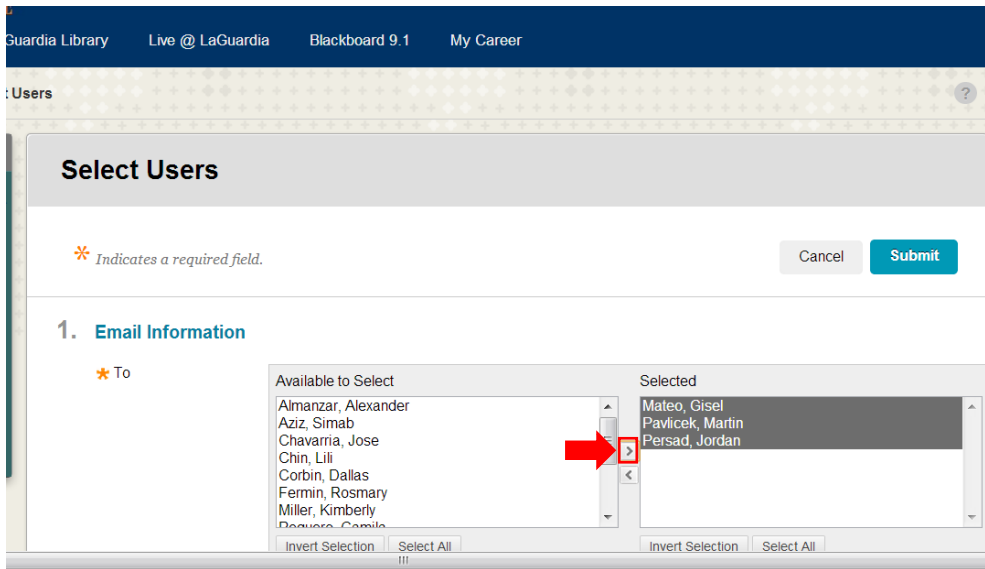 Guardia Library Live @ LaGuardia Blackboard 9.1 My Career
Users
?
Select Users
* Indicates a required field.
Cancel Submit
1. Email Information
* To
Available to Select
Almanzar, Alexander
Aziz, Simab
Chavarria, Jose
Chin, Lili
Corbin, Dallas
Fermin, Rosmary
Miller, Kimberly
Invert Selection Select All
>
<
Selected
Mateo, Gisel
Pavlicek, Martin
Persad, Jordan
Invert Selection Select All